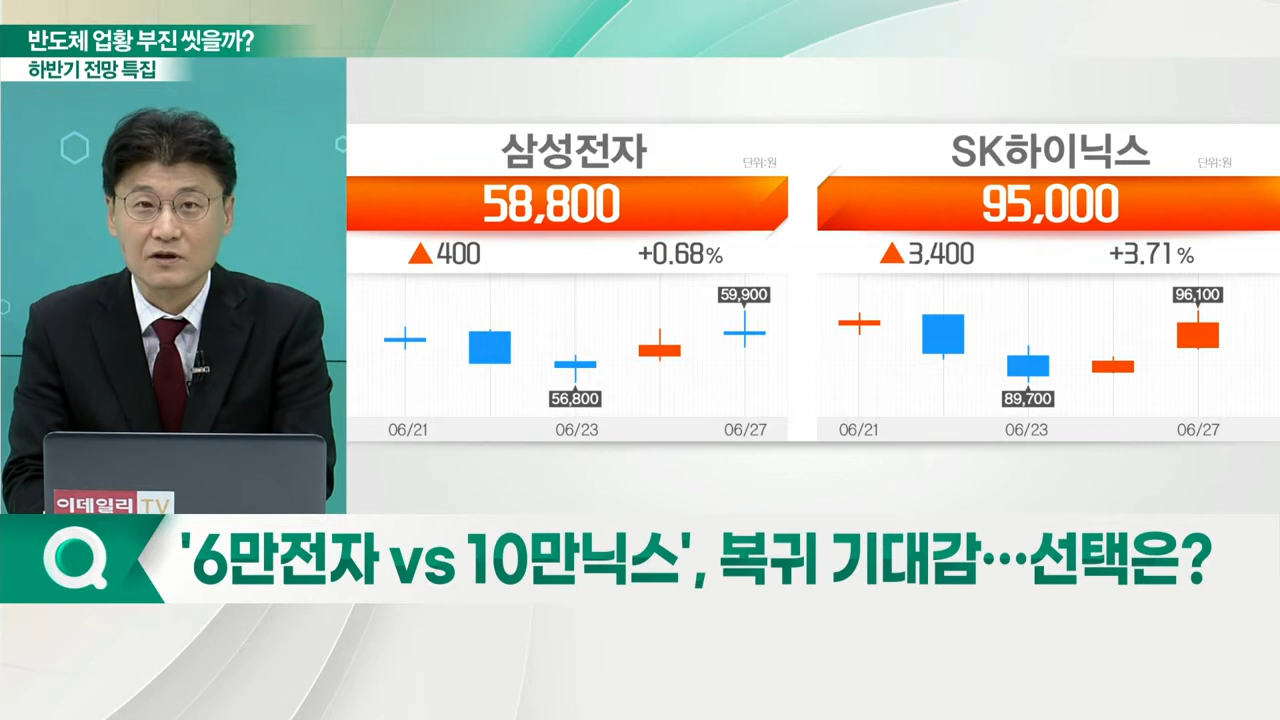 반도체 업황 부진 씻을까?
하반기 전망 특집
삼성전자
단위:원
58,800
▲400 +0.68%
59,900
56,800
06/21 06/23 06/27
SK하이닉스
단위:원
95,000
▲3,400 +3.71%
96,100
89,700
06/21 06/23 06/27
이데일리 TV
'6만전자 vs 10만닉스', 복귀 기대감…선택은?